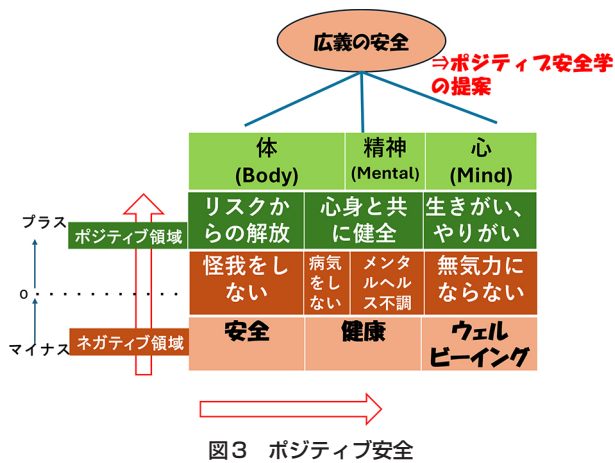 広義の安全
⇒ポジティブ安全学
の提案
体
(Body)
精神
(Mental)
心
(Mind)
プラス
ポジティブ領域
リスクか
らの解放
心身と共
に健全
生きがい、
やりがい
0
怪我をし
ない
病気
をし
ない
メンタ
ルヘル
ス不調
無気力に
ならない
マイナス
ネガティブ領域
安全
健康
ウェル
ビーイング
図3 ポジティブ安全